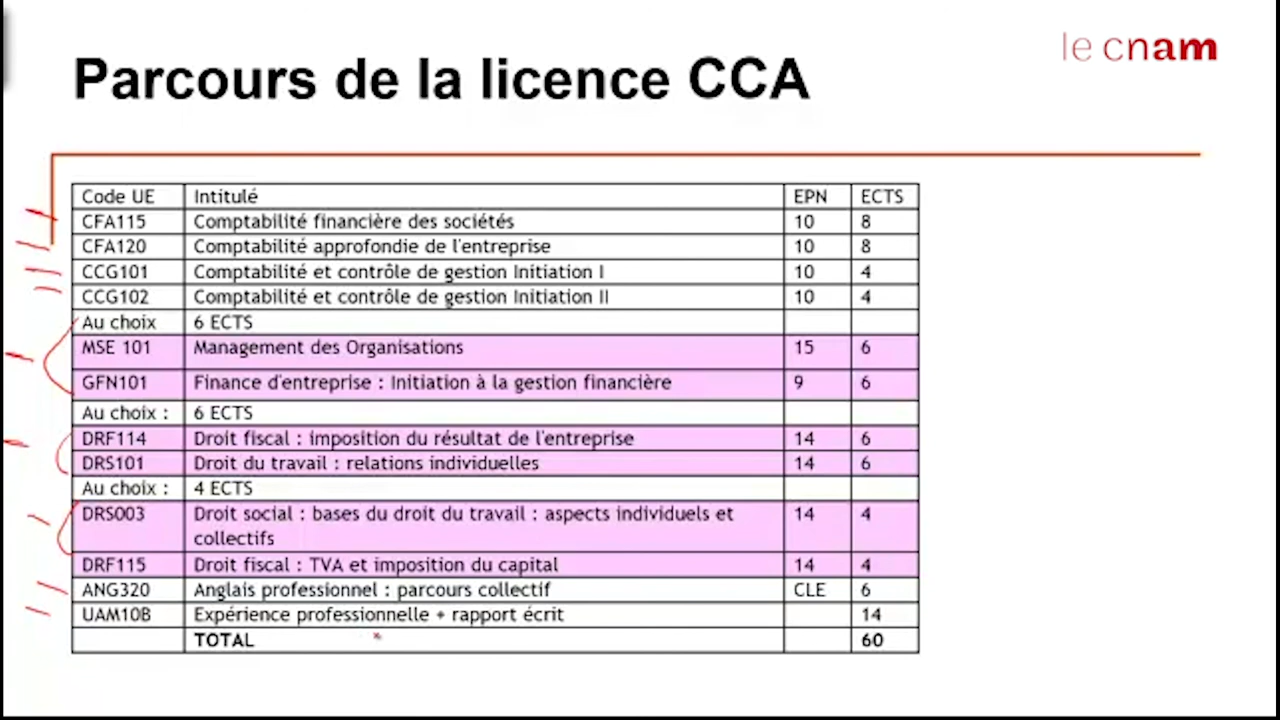 le cnam
Parcours de la licence CCA
Code UE Intitulé EPN ECTS
CFA115 Comptabilité financière des sociétés 10 8
CFA120 Comptabilité approfondie de l'entreprise 10 8
CCG101 Comptabilité et contrôle de gestion Initiation I 10 4
CCG102 Comptabilité et contrôle de gestion Initiation II 10 4
Au choix 6 ECTS
MSE 101 Management des Organisations 15 6
GFN101 Finance d'entreprise : Initiation à la gestion financière 9 6
Au choix : 6 ECTS
DRF114 Droit fiscal : imposition du résultat de l'entreprise 14 6
DRS101 Droit du travail : relations individuelles 14 6
Au choix : 4 ECTS
DRS003 Droit social : bases du droit du travail : aspects individuels et 14 4
collectifs
DRF115 Droit fiscal : TVA et imposition du capital 14 4
ANG320 Anglais professionnel : parcours collectif CLE 6
UAM10B Expérience professionnelle + rapport écrit 14
TOTAL 60